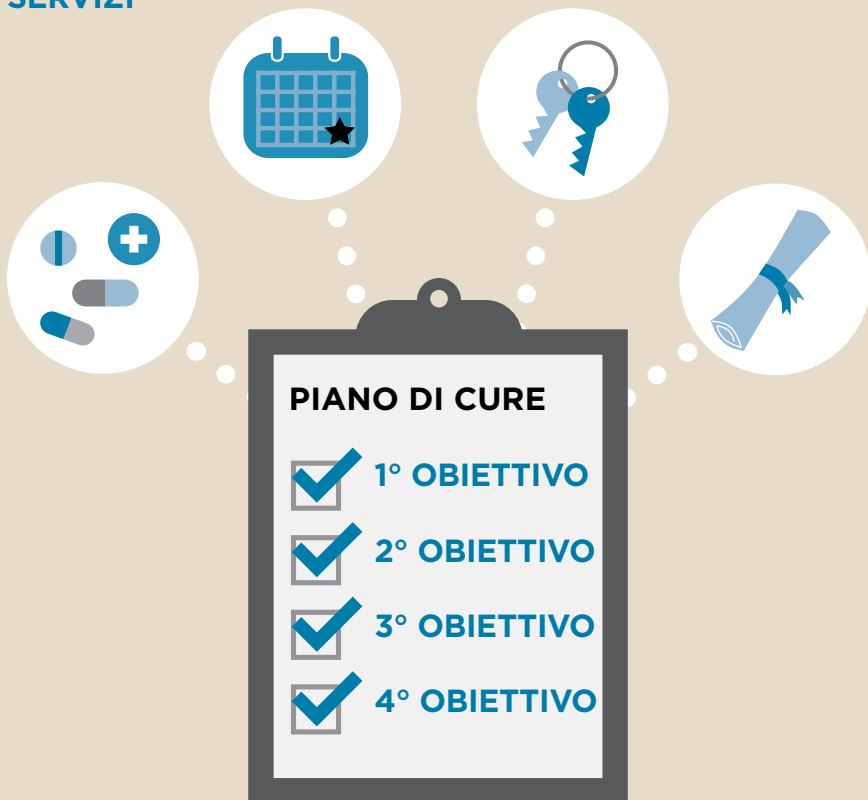 SERVIZI
PIANO DI CURE
1° OBIETTIVO
2° OBIETTIVO
3° OBIETTIVO
4° OBIETTIVO